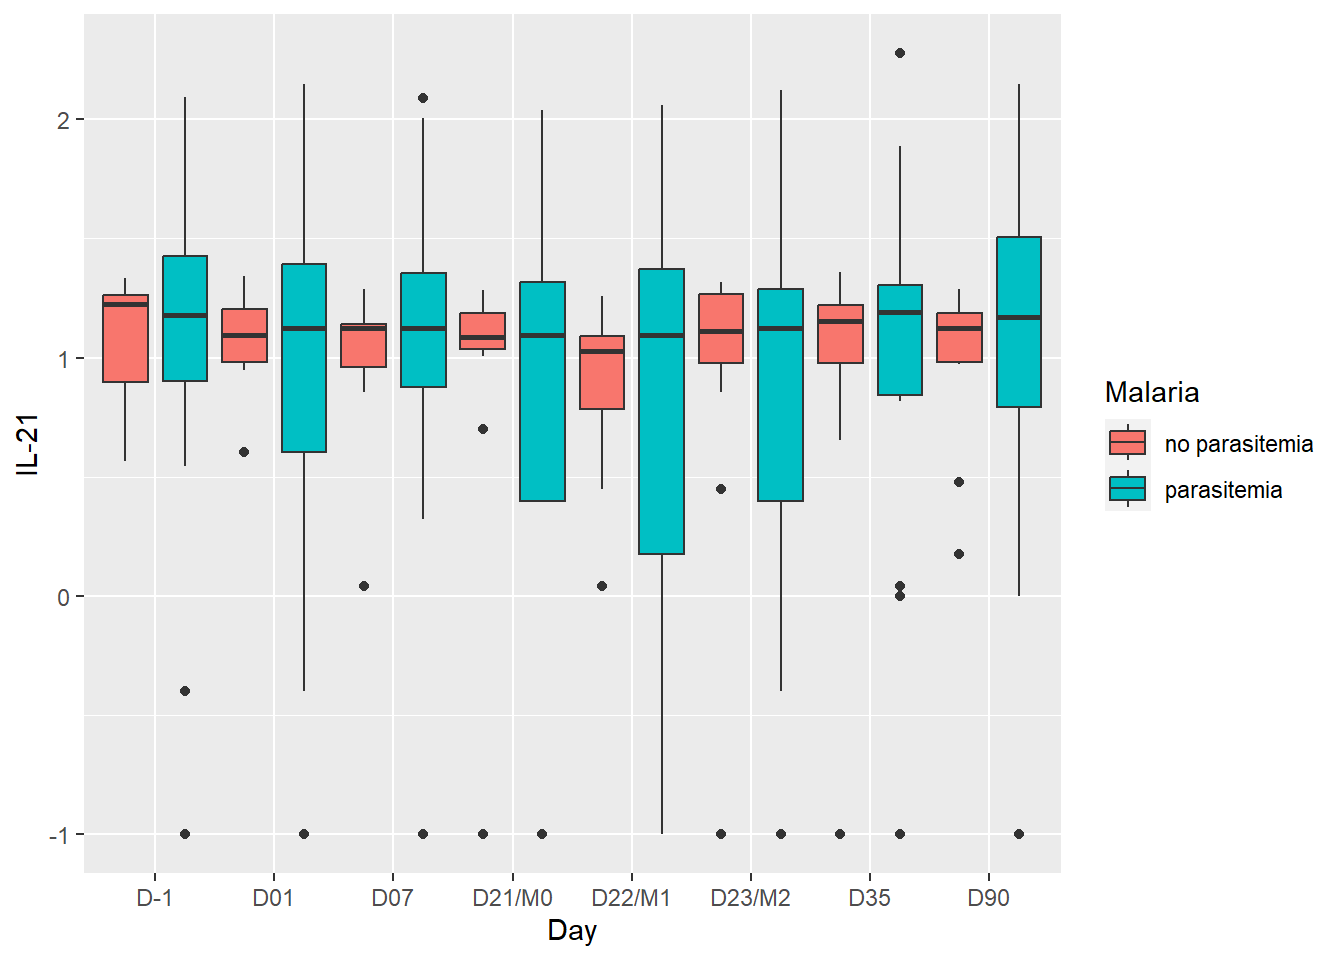 2
1
0
-1
IL-21
D-1
D01
D07
D21/M0
D22/M1
D23/M2
D35
D90
Day
Malaria
no parasitemia
parasitemia